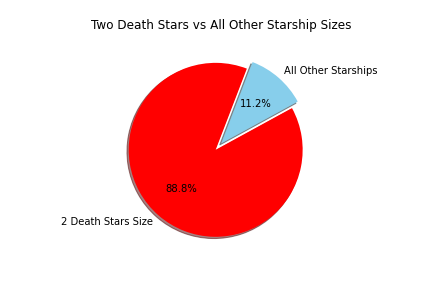 Two Death Stars vs All Other Starship Sizes
All Other Starships
11.2%
88.8%
2 Death Stars Size